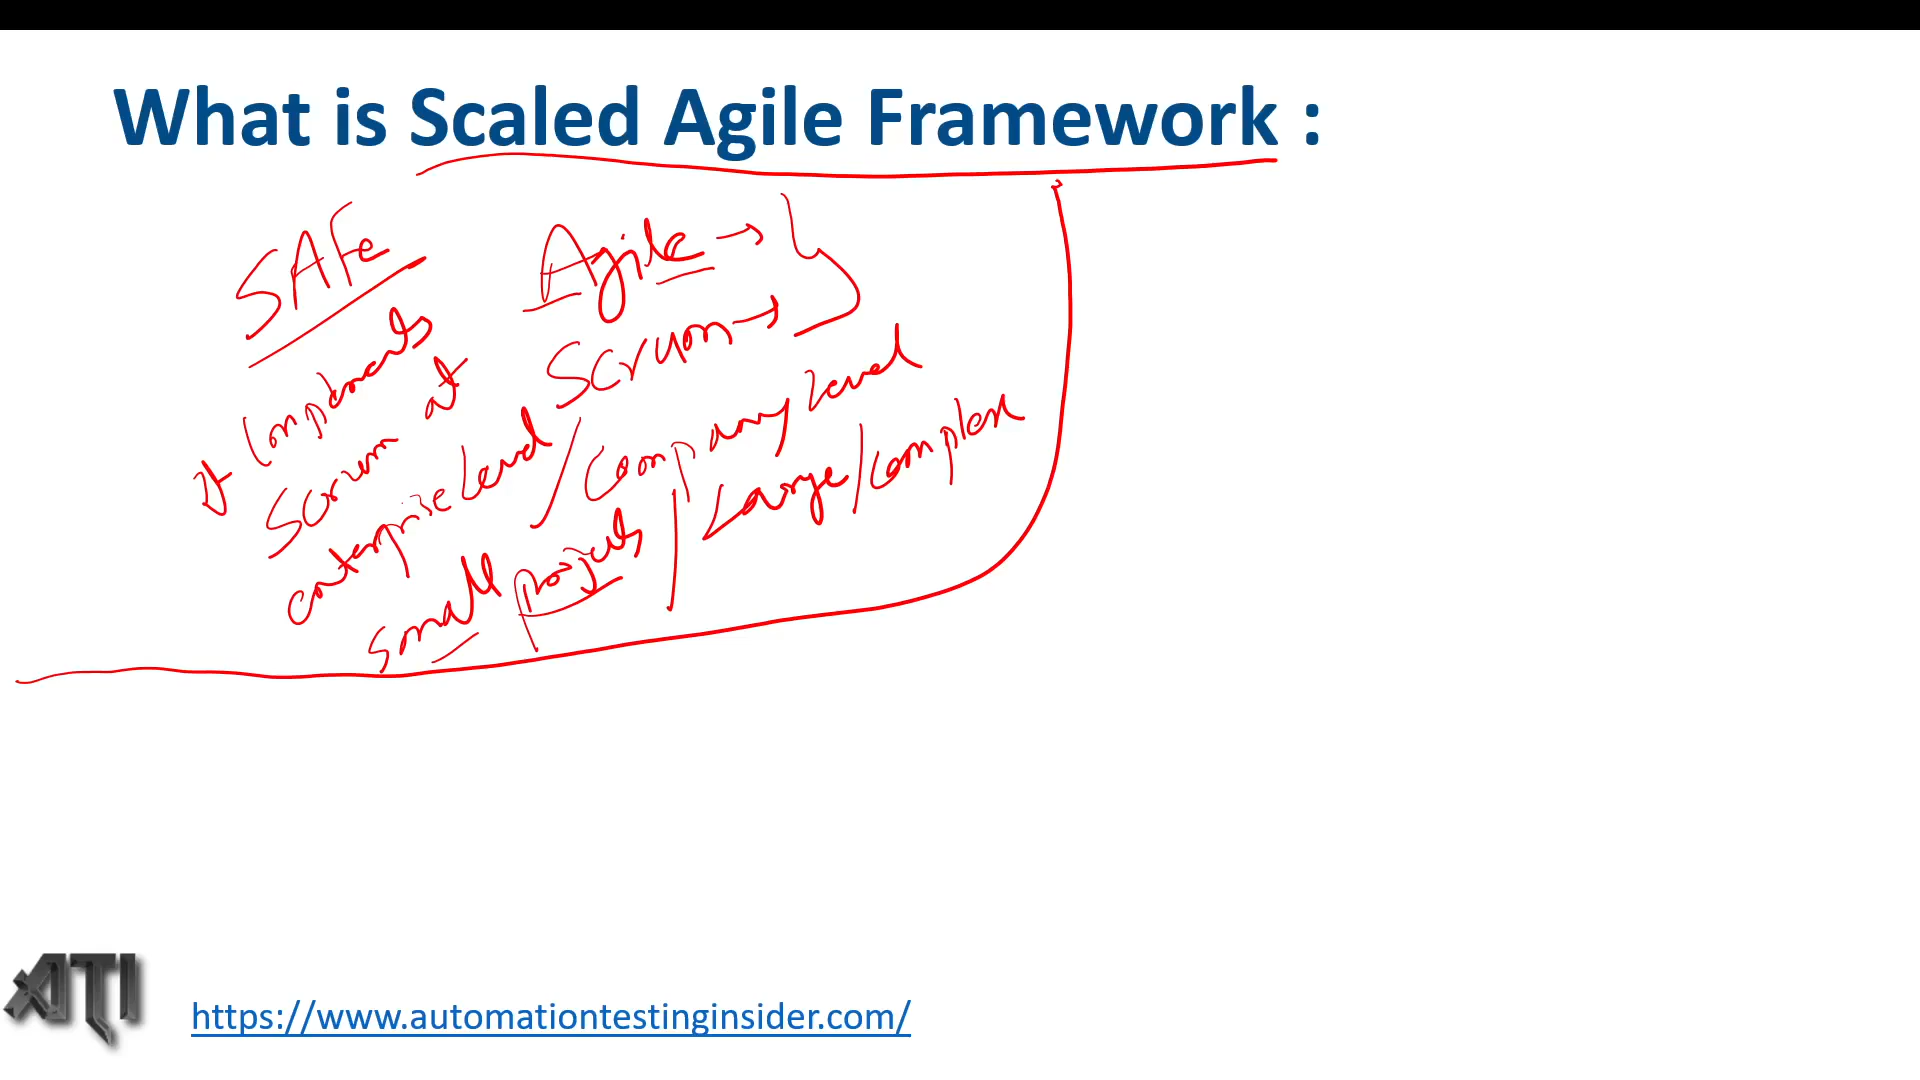 What is Scaled Agile Framework :
SAFe
Agile →
Scrum →
It Implements
Scrum at
enterprise Level / Company Level
small projects / Large / complex
ATI
https://www.automationtestinginsider.com/